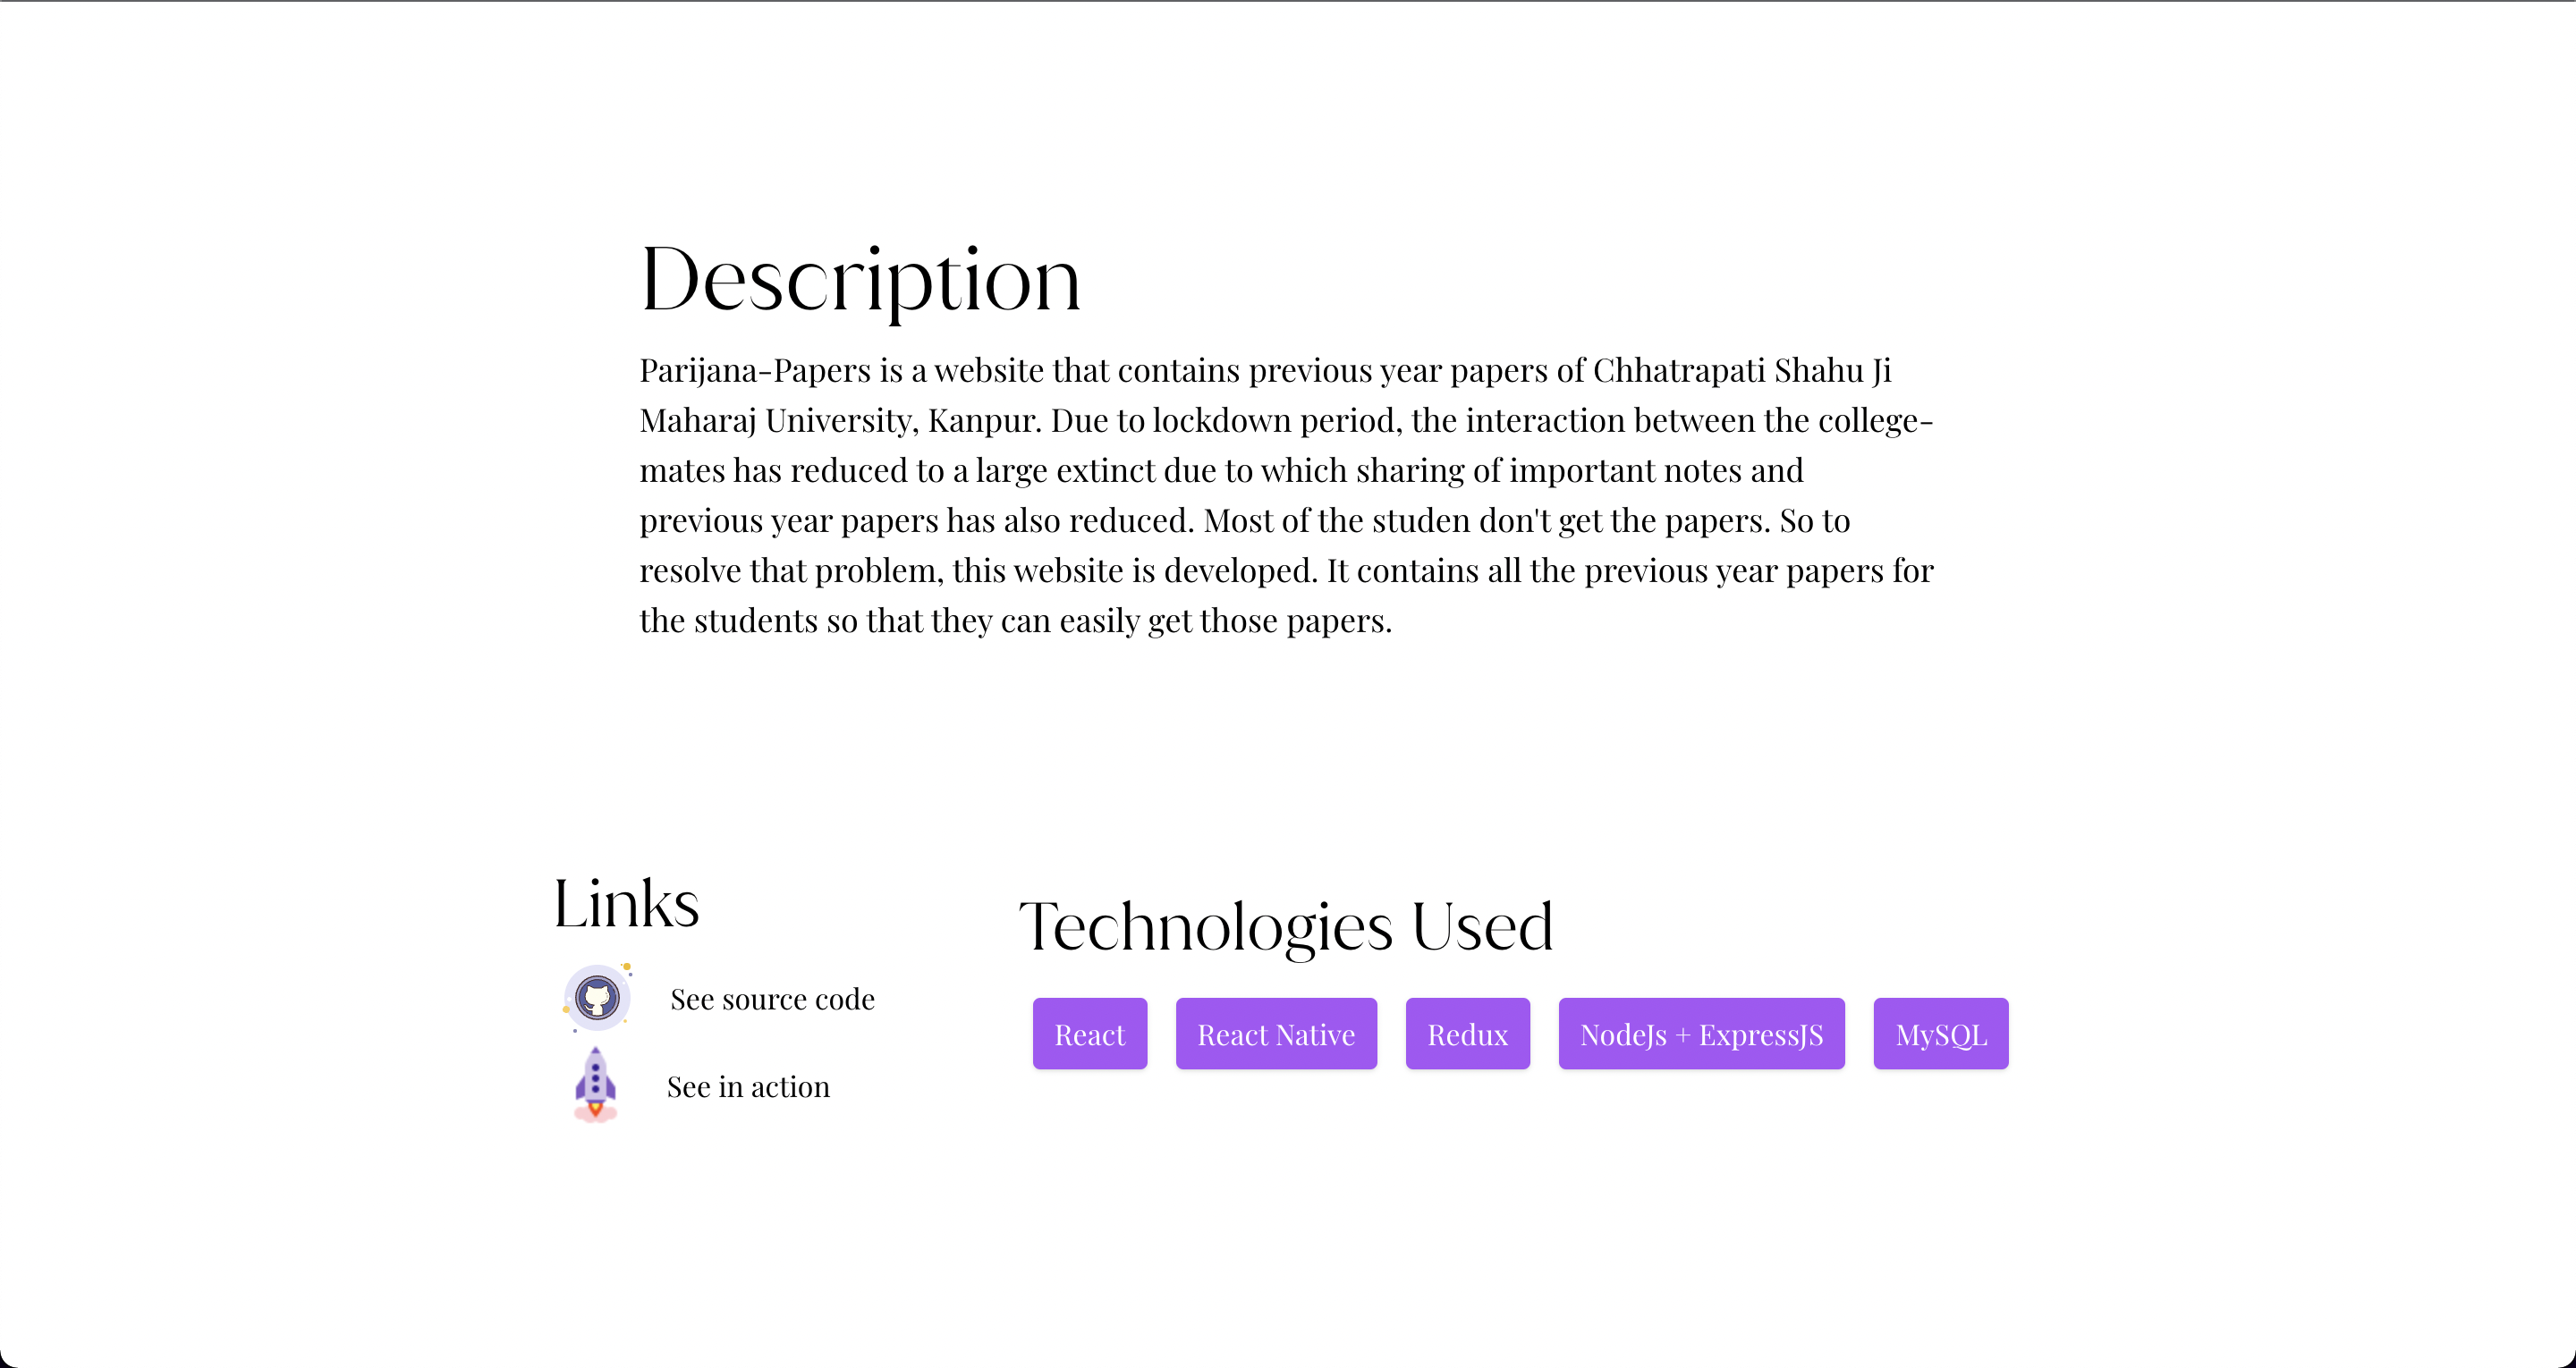 Description
Parijana-Papers is a website that contains previous year papers of Chhatrapati Shahu Ji
Maharaj University, Kanpur. Due to lockdown period, the interaction between the college-
mates has reduced to a large extinct due to which sharing of important notes and
previous year papers has also reduced. Most of the studen don't get the papers. So to
resolve that problem, this website is developed. It contains all the previous year papers for
the students so that they can easily get those papers.
Links
See source code
See in action
Technologies Used
React
React Native
Redux
NodeJs + ExpressJS
MySQL